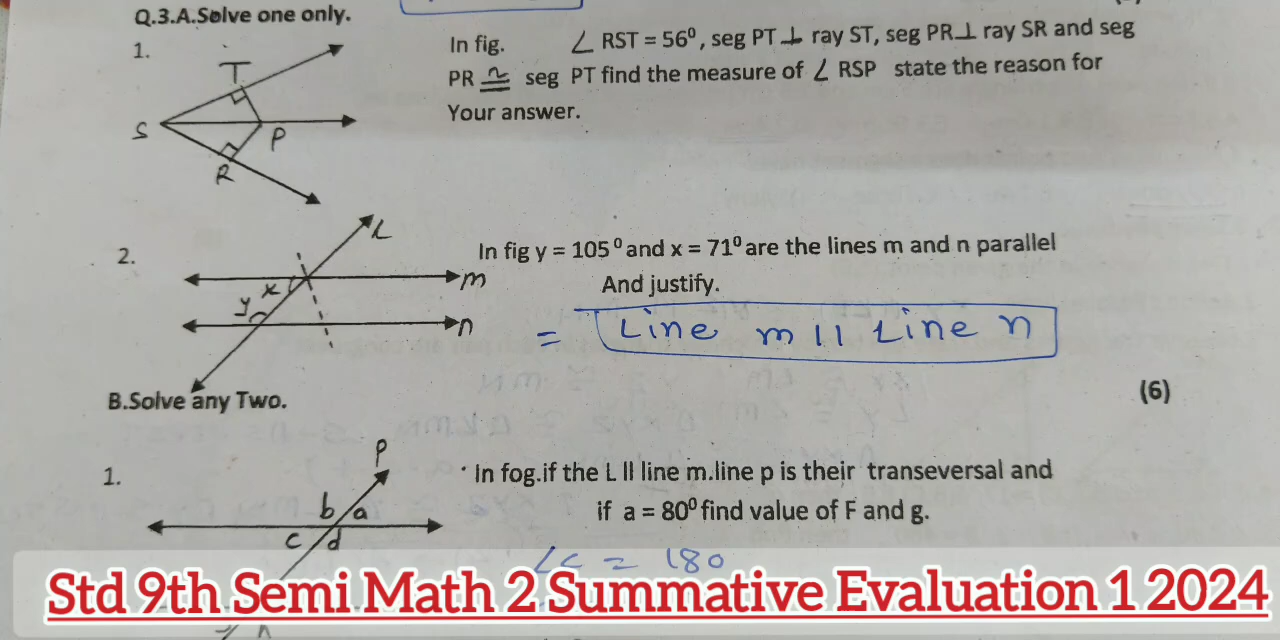 Q.3.A.Solve one only.
1.
In fig. ∠ RST = 56⁰, seg PT ⊥ ray ST, seg PR ⊥ ray SR and seg
PR ≅ seg PT find the measure of ∠ RSP state the reason for
Your answer.
T
S
P
R
2.
L
In fig y = 105⁰ and x = 71⁰ are the lines m and n parallel
And justify.
x
m
y
n
= Line m || Line n
B.Solve any Two.
(6)
1.
P
In fog.if the L ll line m.line p is their transeversal and
if a = 80⁰ find value of F and g.
b a
c d
∠c = 180
Std 9th Semi Math 2 Summative Evaluation 1 2024